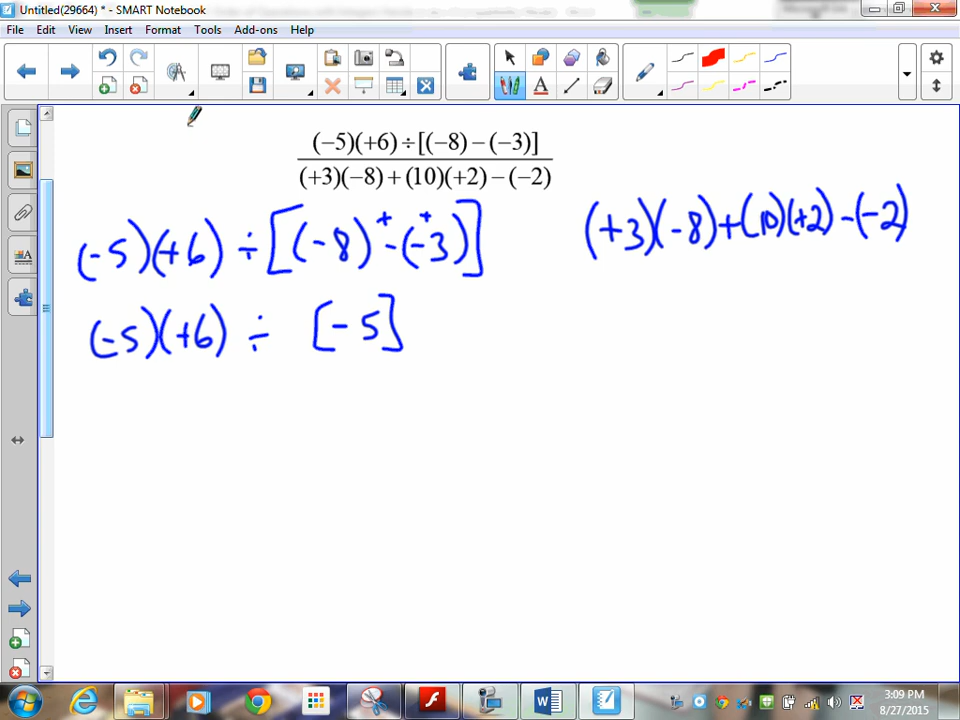 Untitled(29664) * - SMART Notebook
File Edit View Insert Format Tools Add-ons Help
(−5)(+6) ÷ [(−8) − (−3)]
(+3)(−8) + (10)(+2) − (−2)
(-5)(+6) ÷ [(-8) - (-3)]
+ +
(+3)(-8)+(10)(+2)-(-2)
(-5)(+6) ÷ [-5]
3:09 PM
8/27/2015